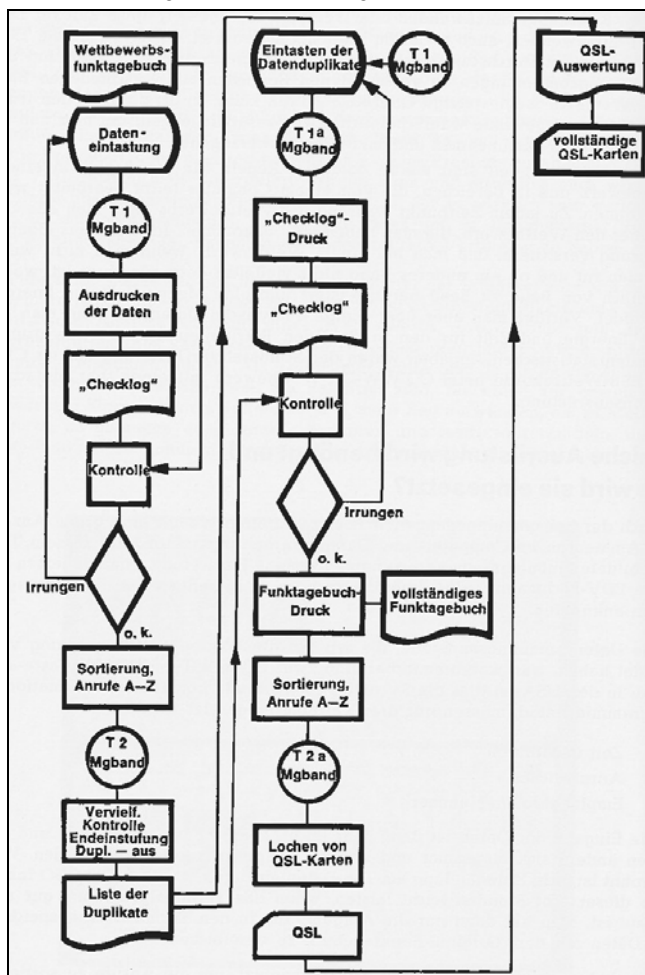 Wettbewerbs-
funktagebuch
Daten-
eintastung
T 1
Mgband
Ausdrucken
der Daten
„Checklog“
Kontrolle
Irrungen
o. k.
Sortierung,
Anrufe A—Z
T 2
Mgband
Vervielf.
Kontrolle
Endeinstufung
Dupl. — aus
Liste der
Duplikate
Eintasten der
Datenduplikate
T 1
Mgband
T 1a
Mgband
„Checklog“-
Druck
„Checklog“
Kontrolle
Irrungen
o. k.
Funktagebuch-
Druck
vollständiges
Funktagebuch
Sortierung,
Anrufe A—Z
T 2 a
Mgband
Lochen von
QSL-Karten
QSL
QSL-
Auswertung
vollständige
QSL-Karten